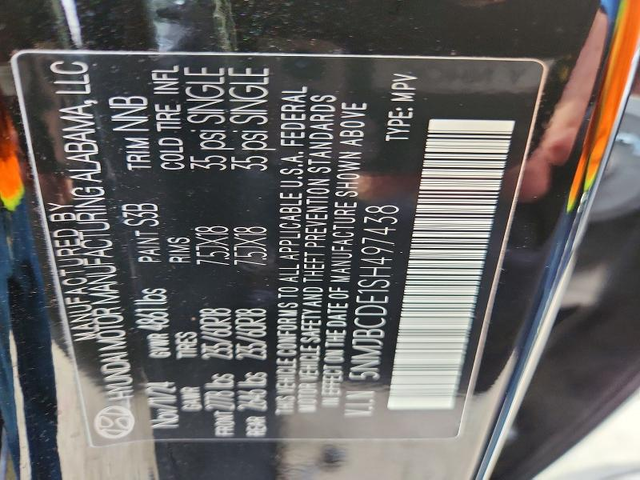 MANUFACTURED BY
HYUNDAI MOTOR MANUFACTURING ALABAMA, LLC
Nov/11/24 PAINT S3B TRIM NNB
GVWR 4861 lbs
GAWR TIRES RIMS COLD TIRE INFL
FRONT 2778 lbs 235/60R18 7.5JX18 35 psi SINGLE
REAR 2646 lbs 235/60R18 7.5JX18 35 psi SINGLE
THIS VEHICLE CONFORMS TO ALL APPLICABLE U.S.A. FEDERAL
MOTOR VEHICLE SAFETY AND THEFT PREVENTION STANDARDS
IN EFFECT ON THE DATE OF MANUFACTURE SHOWN ABOVE
V.I.N 5NMJBCDE1SH497438 TYPE: MPV